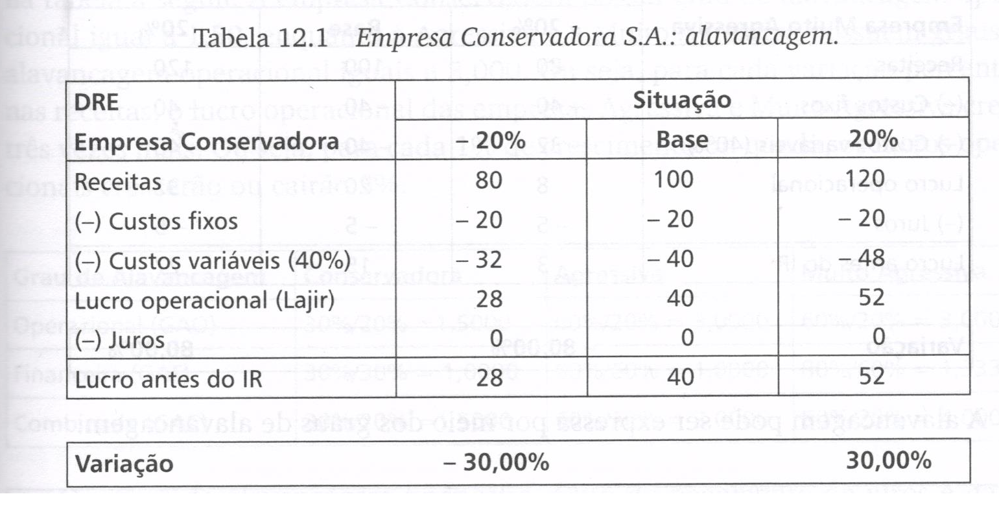 Tabela 12.1 Empresa Conservadora S.A.: alavancagem.
DRE Situação
Empresa Conservadora – 20% Base 20%
Receitas 80 100 120
(–) Custos fixos – 20 – 20 – 20
(–) Custos variáveis (40%) – 32 – 40 – 48
Lucro operacional (Lajir) 28 40 52
(–) Juros 0 0 0
Lucro antes do IR 28 40 52
Variação – 30,00% 30,00%